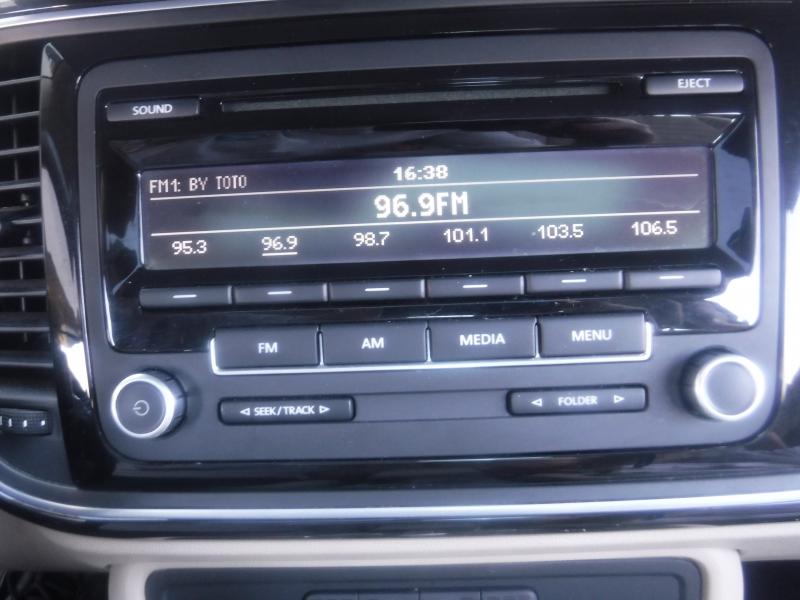 SOUND
EJECT
16:38
FM1: BY TOTO
96.9FM
95.3 96.9 98.7 101.1 103.5 106.5
FM AM MEDIA MENU
SEEK/TRACK
FOLDER